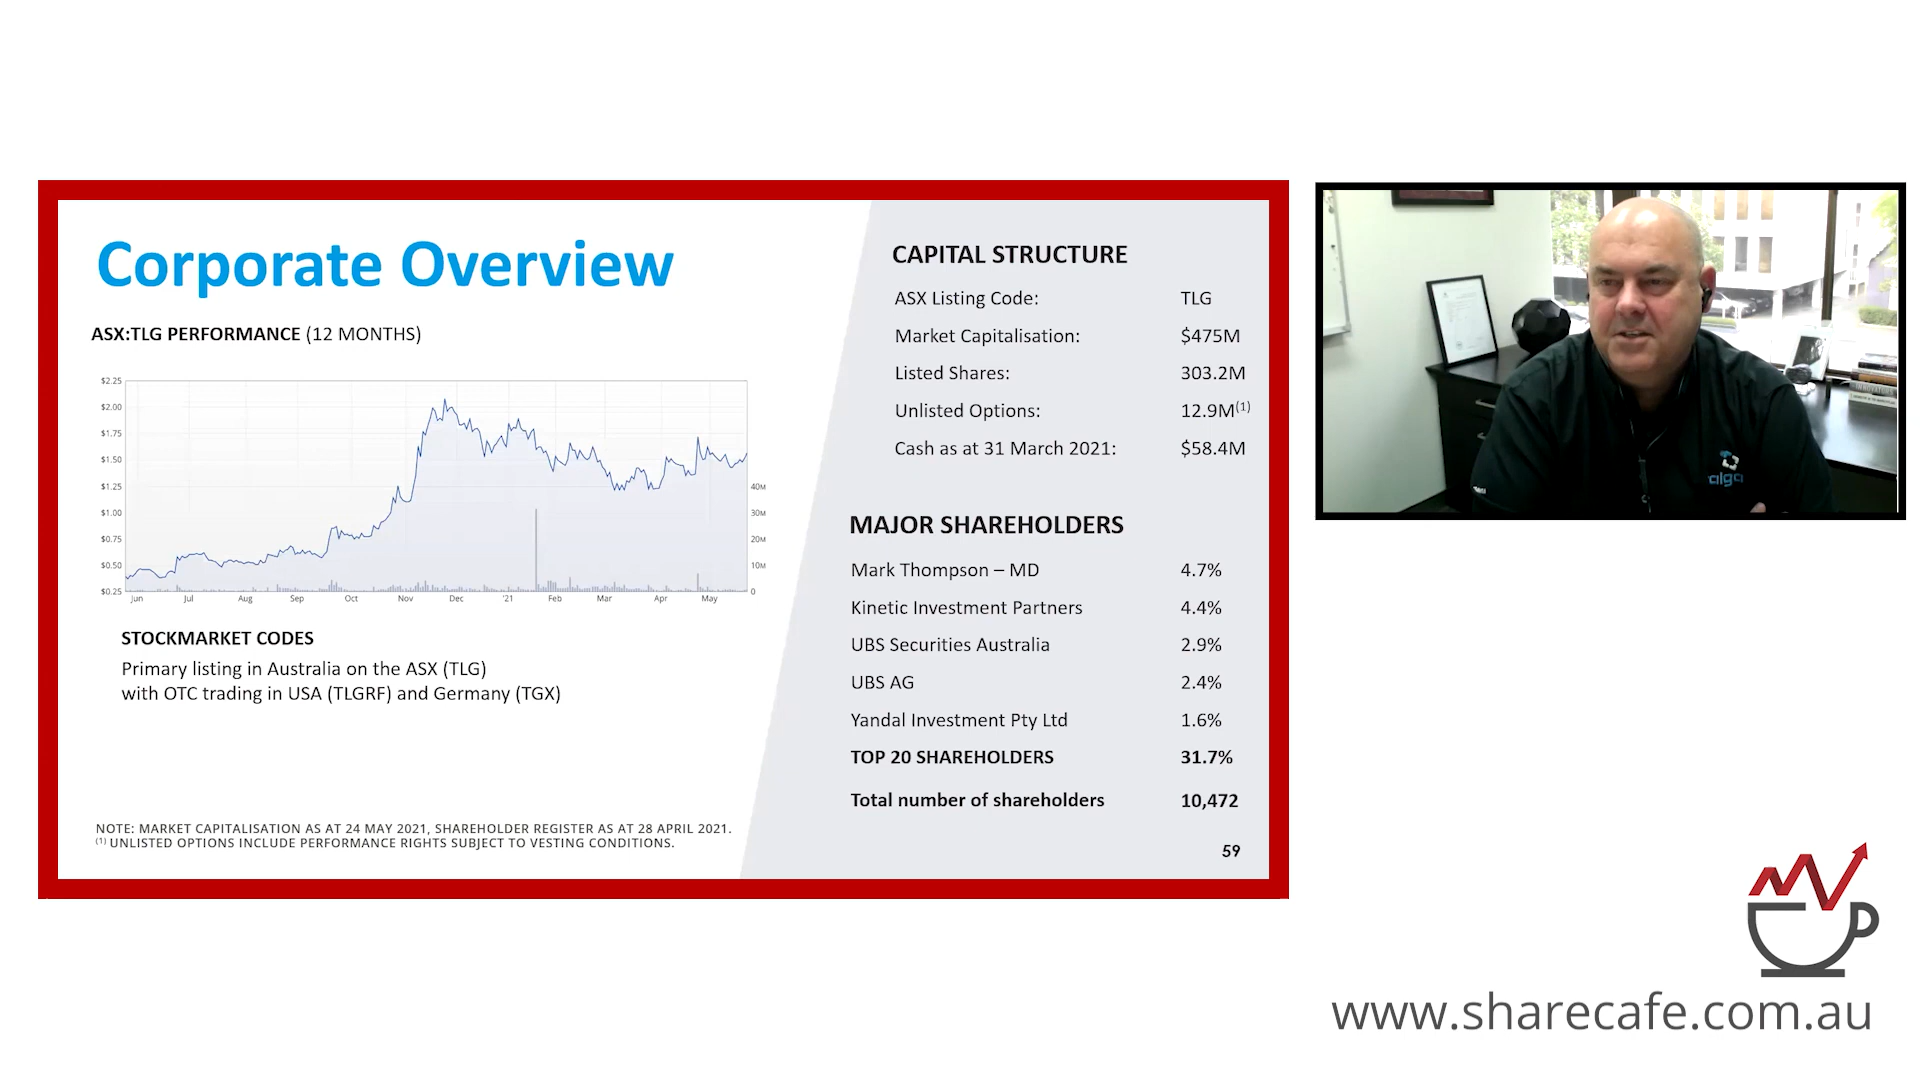 Corporate Overview
ASX:TLG PERFORMANCE (12 MONTHS)
$2.25
$2.00
$1.75
$1.50
$1.25
$1.00
$0.75
$0.50
$0.25
40M
30M
20M
10M
0
Jun Jul Aug Sep Oct Nov Dec '21 Feb Mar Apr May
STOCKMARKET CODES
Primary listing in Australia on the ASX (TLG)
with OTC trading in USA (TLGRF) and Germany (TGX)
NOTE: MARKET CAPITALISATION AS AT 24 MAY 2021, SHAREHOLDER REGISTER AS AT 28 APRIL 2021.
(1) UNLISTED OPTIONS INCLUDE PERFORMANCE RIGHTS SUBJECT TO VESTING CONDITIONS.
CAPITAL STRUCTURE
ASX Listing Code: TLG
Market Capitalisation: $475M
Listed Shares: 303.2M
Unlisted Options: 12.9M(1)
Cash as at 31 March 2021: $58.4M
MAJOR SHAREHOLDERS
Mark Thompson – MD 4.7%
Kinetic Investment Partners 4.4%
UBS Securities Australia 2.9%
UBS AG 2.4%
Yandal Investment Pty Ltd 1.6%
TOP 20 SHAREHOLDERS 31.7%
Total number of shareholders 10,472
59
talga
www.sharecafe.com.au